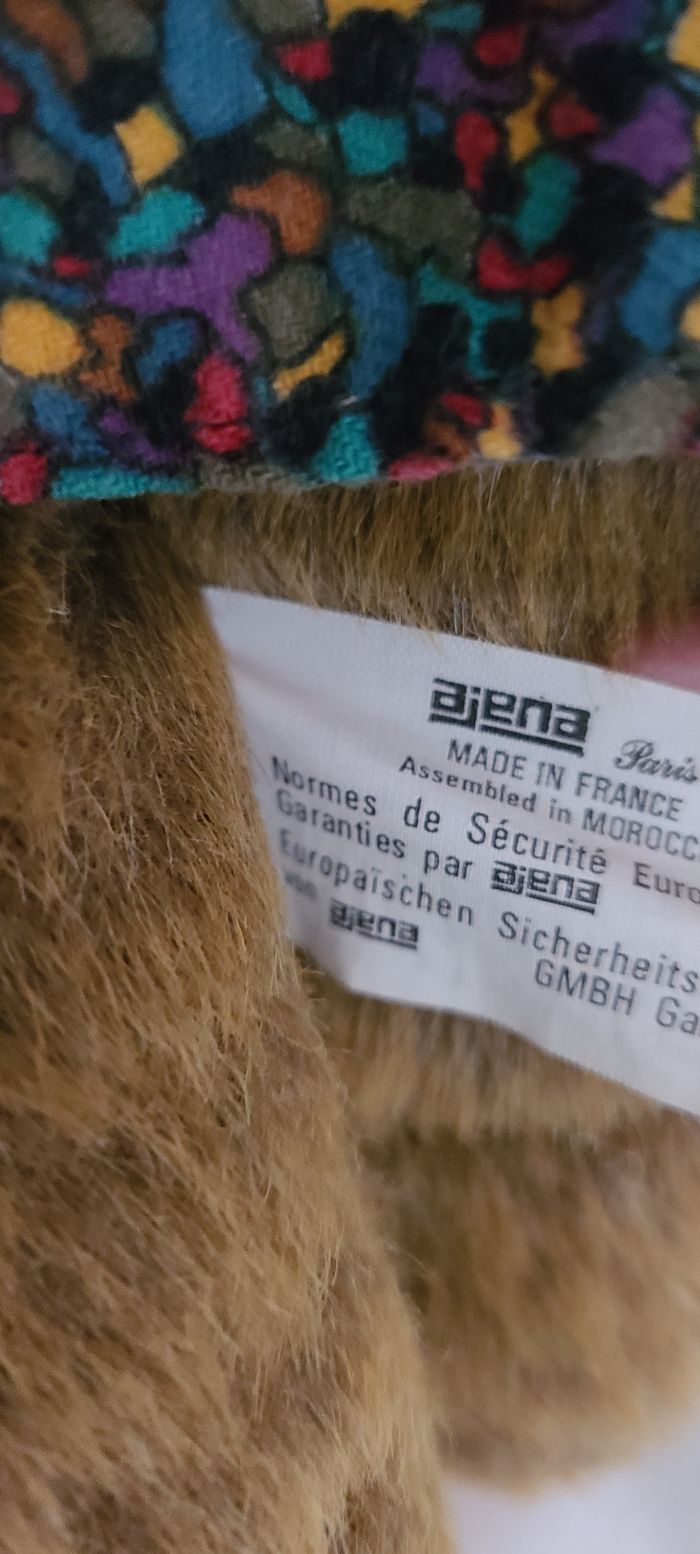 ajena Paris
MADE IN FRANCE
Assembled in MOROCC
Normes de Sécurité Euro
Garanties par ajena
Europaïschen Sicherheits
von ajena GMBH Ga